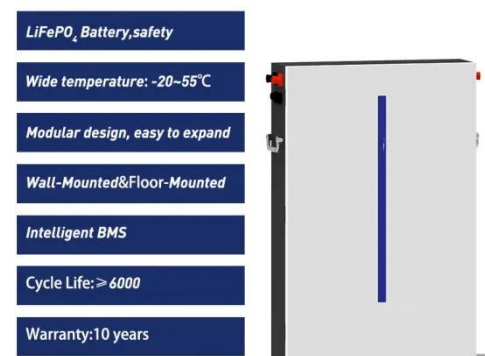 LiFePO₄ Battery,safety
Wide temperature: -20~55℃
Modular design, easy to expand
Wall-Mounted&Floor-Mounted
Intelligent BMS
Cycle Life:≥6000
Warranty:10 years